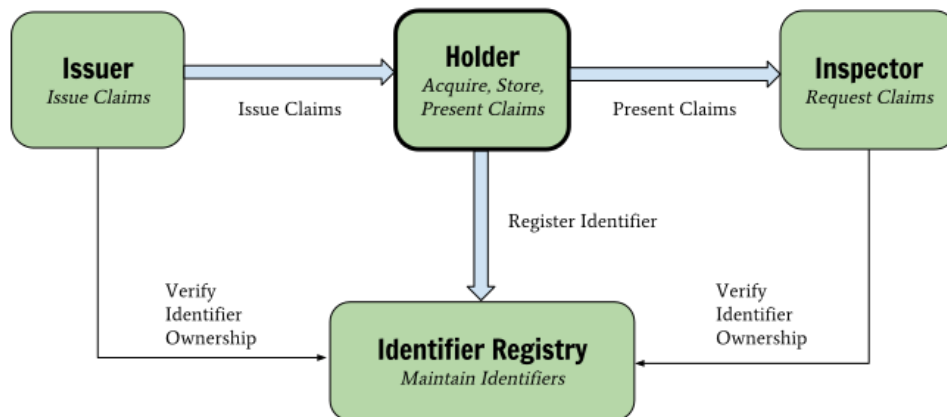 Issuer
Issue Claims
Issue Claims
Holder
Acquire, Store,
Present Claims
Present Claims
Inspector
Request Claims
Register Identifier
Verify
Identifier
Ownership
Verify
Identifier
Ownership
Identifier Registry
Maintain Identifiers